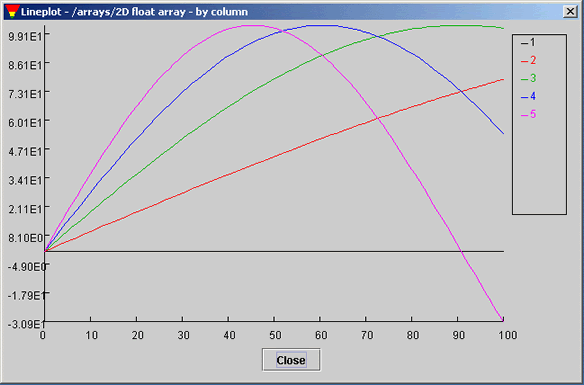 Lineplot - /arrays/2D float array - by column
9.91E1
8.61E1
7.31E1
6.01E1
4.71E1
3.41E1
2.11E1
8.10E0
-4.90E0
-1.79E1
-3.09E1
0 10 20 30 40 50 60 70 80 90 100
1
2
3
4
5
Close